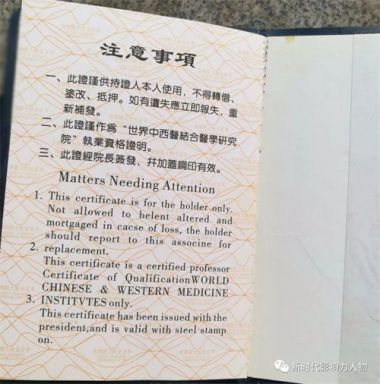 注意事項
一、此證謹供持證人本人使用，不得轉借、
塗改、抵押。如有遺失應立即報失，重
新補發。
二、此證謹作為“世界中西醫結合醫學研究
院”執業資格證明。
三、此證經院長簽發，幷加蓋鋼印有效。
Matters Needing Attention
1. This certificate is for the holder only.
Not allowed to belent altered and
mortgaged in cacse of loss, the holder
should report to this associne for
2. replacement.
This certificate is a certified professor
Certificate of QualificationWORLD
CHINESE & WESTERN MEDICINE
3. INSTITVTES only.
This certificate has been issued with the
president,and is valid with steel stamp
on.
新时代影响力人物